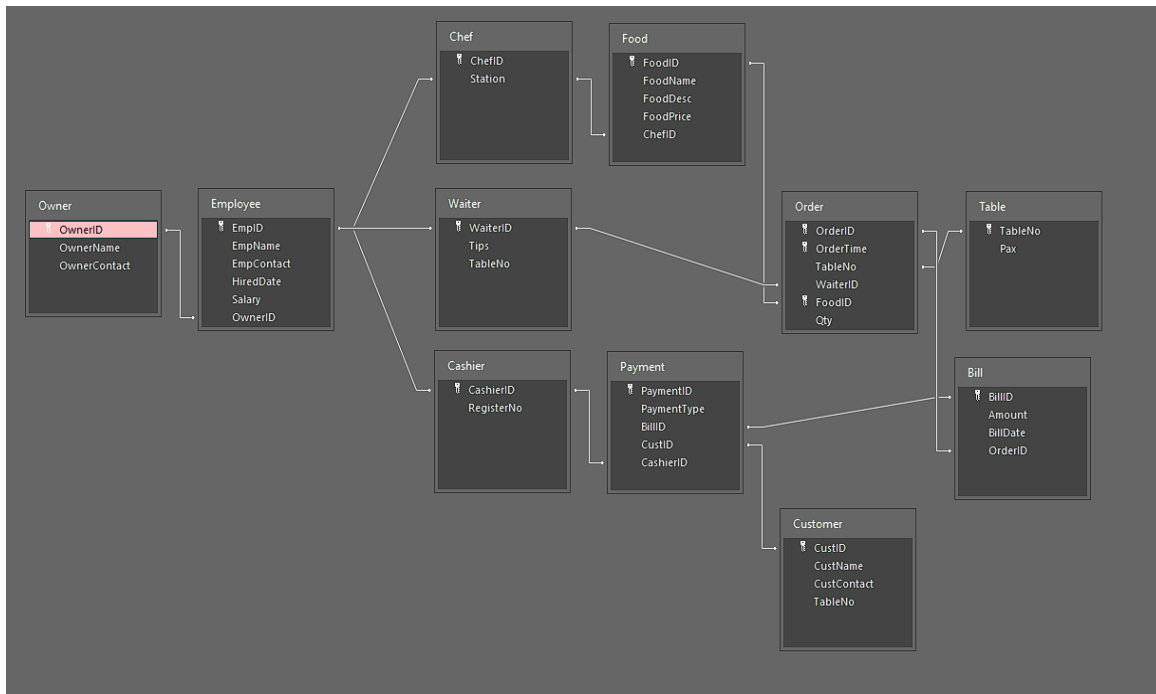 Chef
ChefID
Station
Food
FoodID
FoodName
FoodDesc
FoodPrice
ChefID
Owner
OwnerID
OwnerName
OwnerContact
Employee
EmpID
EmpName
EmpContact
HiredDate
Salary
OwnerID
Waiter
WaiterID
Tips
TableNo
Order
OrderID
OrderTime
TableNo
WaiterID
FoodID
Qty
Table
TableNo
Pax
Cashier
CashierID
RegisterNo
Payment
PaymentID
PaymentType
BillID
CustID
CashierID
Bill
BillID
Amount
BillDate
OrderID
Customer
CustID
CustName
CustContact
TableNo